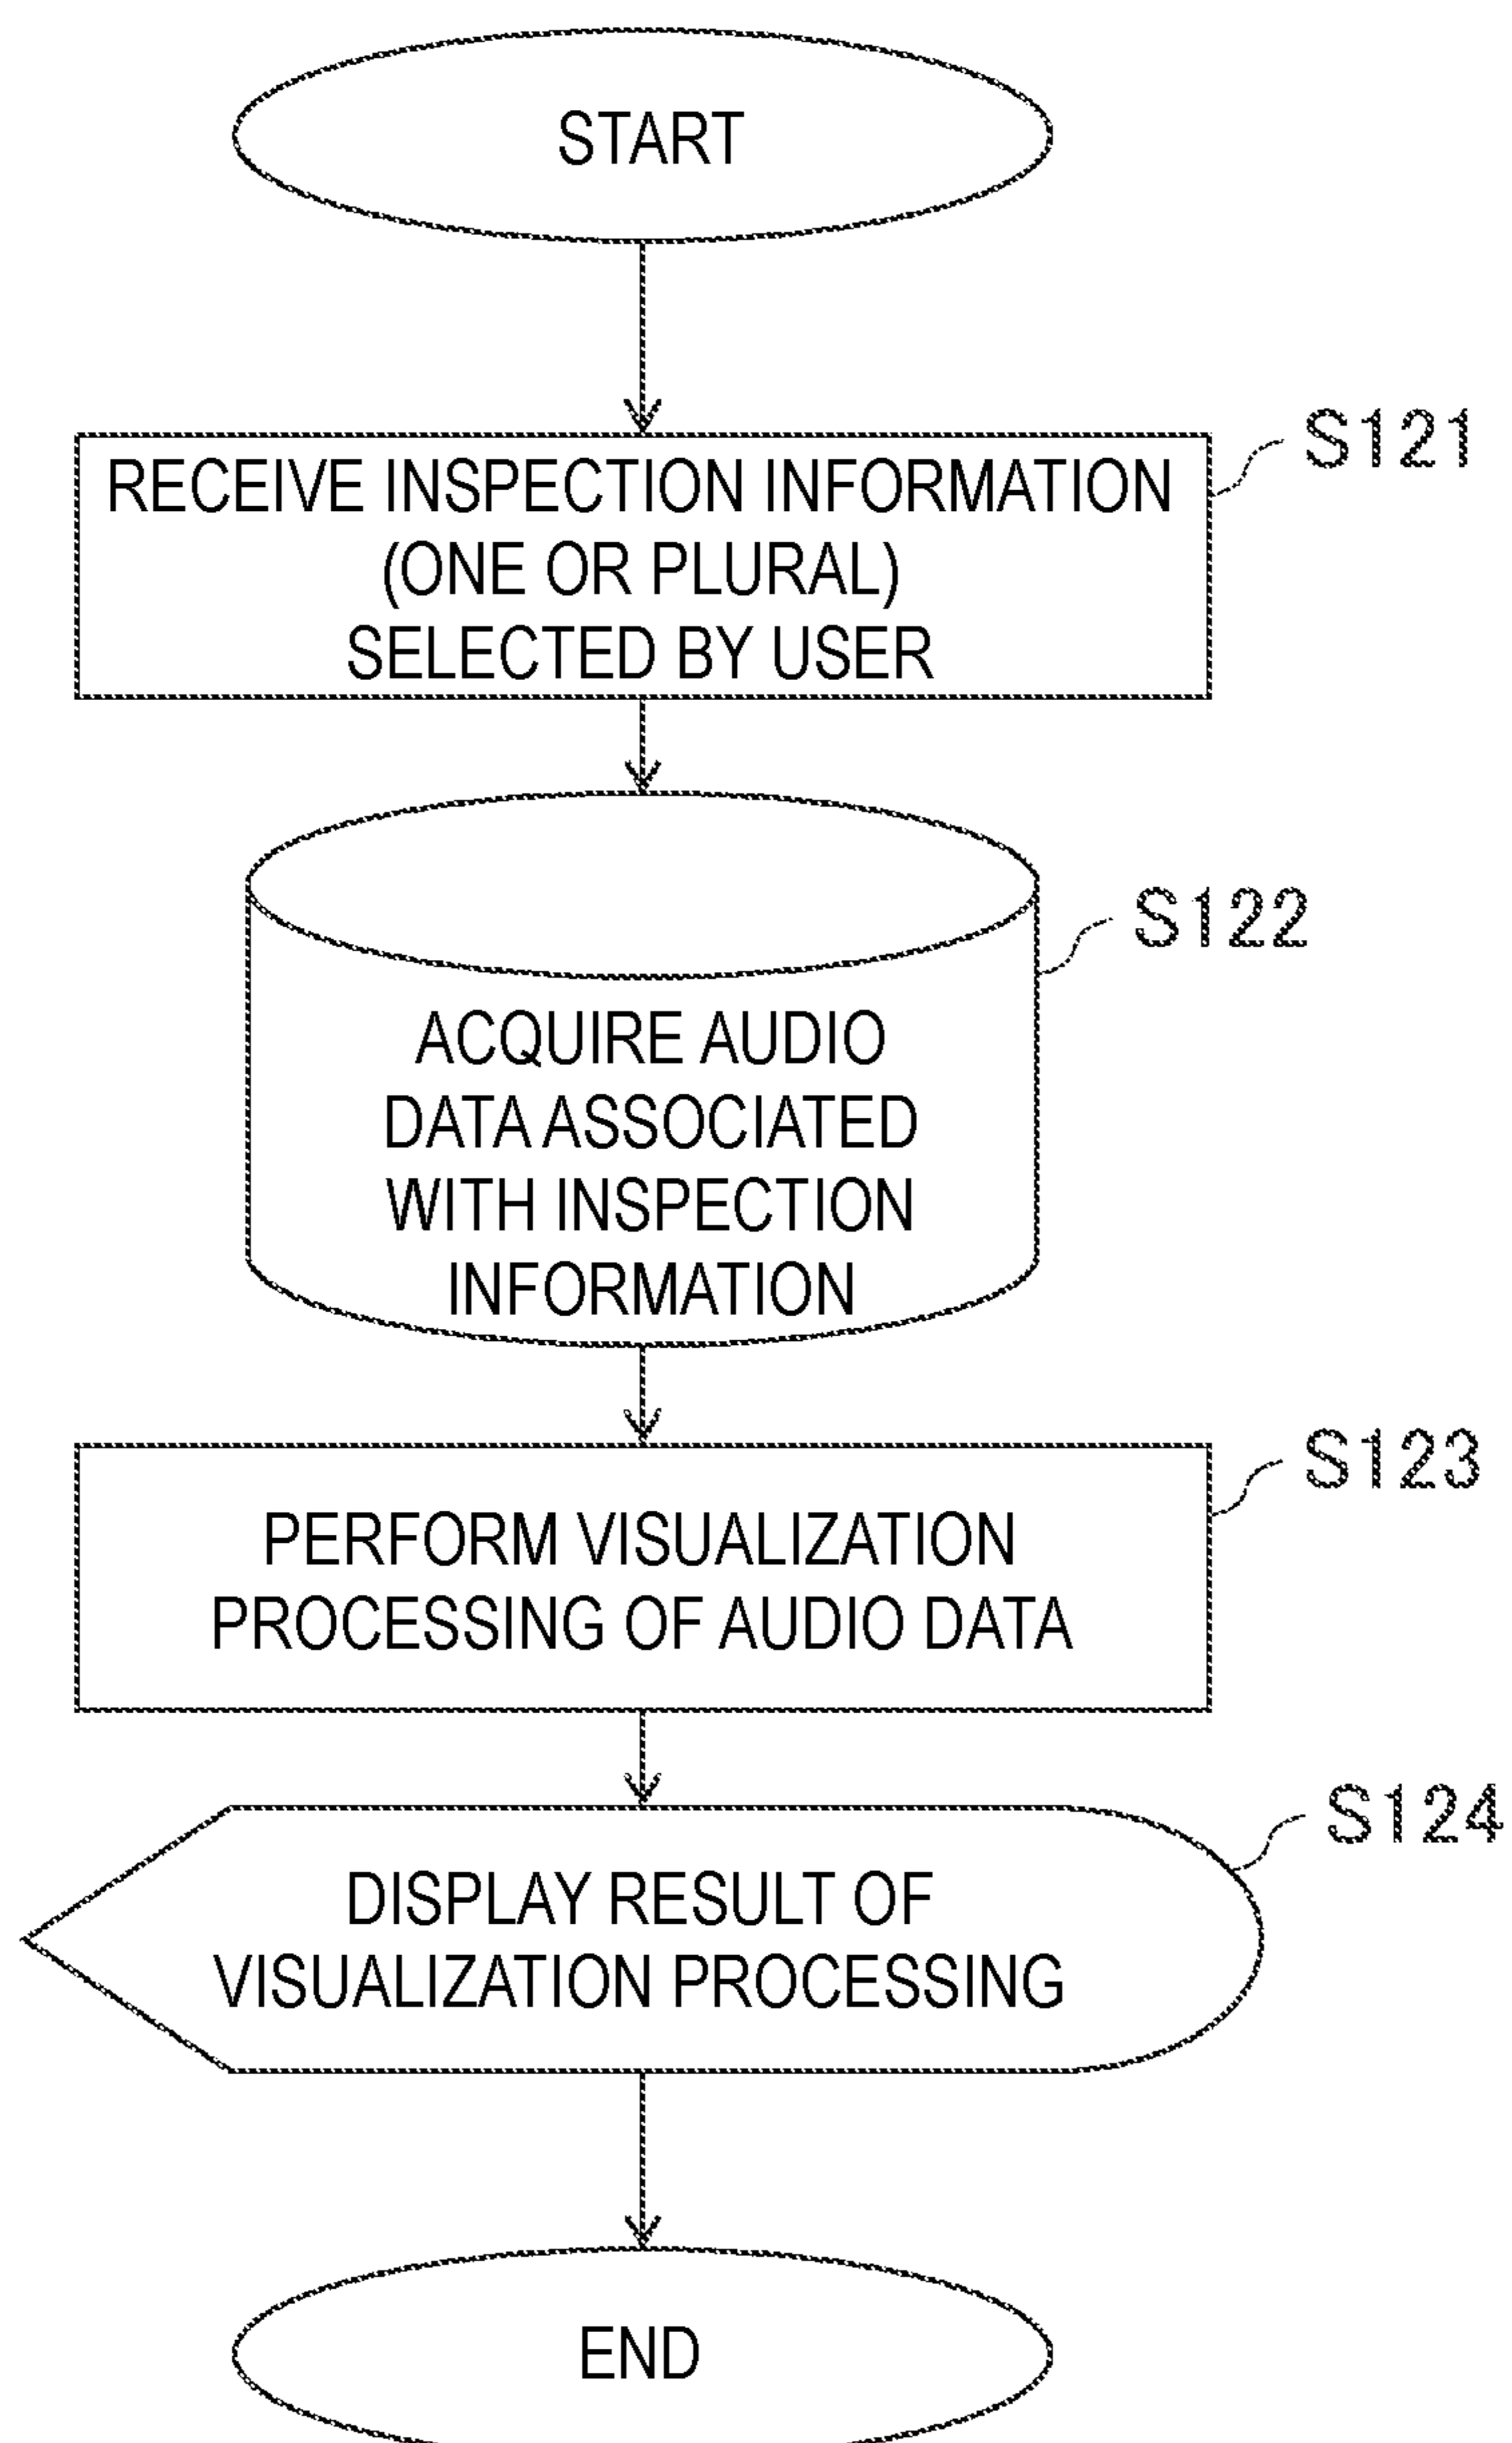 START
RECEIVE INSPECTION INFORMATION
(ONE OR PLURAL)
SELECTED BY USER
S121
ACQUIRE AUDIO
DATA ASSOCIATED
WITH INSPECTION
INFORMATION
S122
PERFORM VISUALIZATION
PROCESSING OF AUDIO DATA
S123
DISPLAY RESULT OF
VISUALIZATION PROCESSING
S124
END